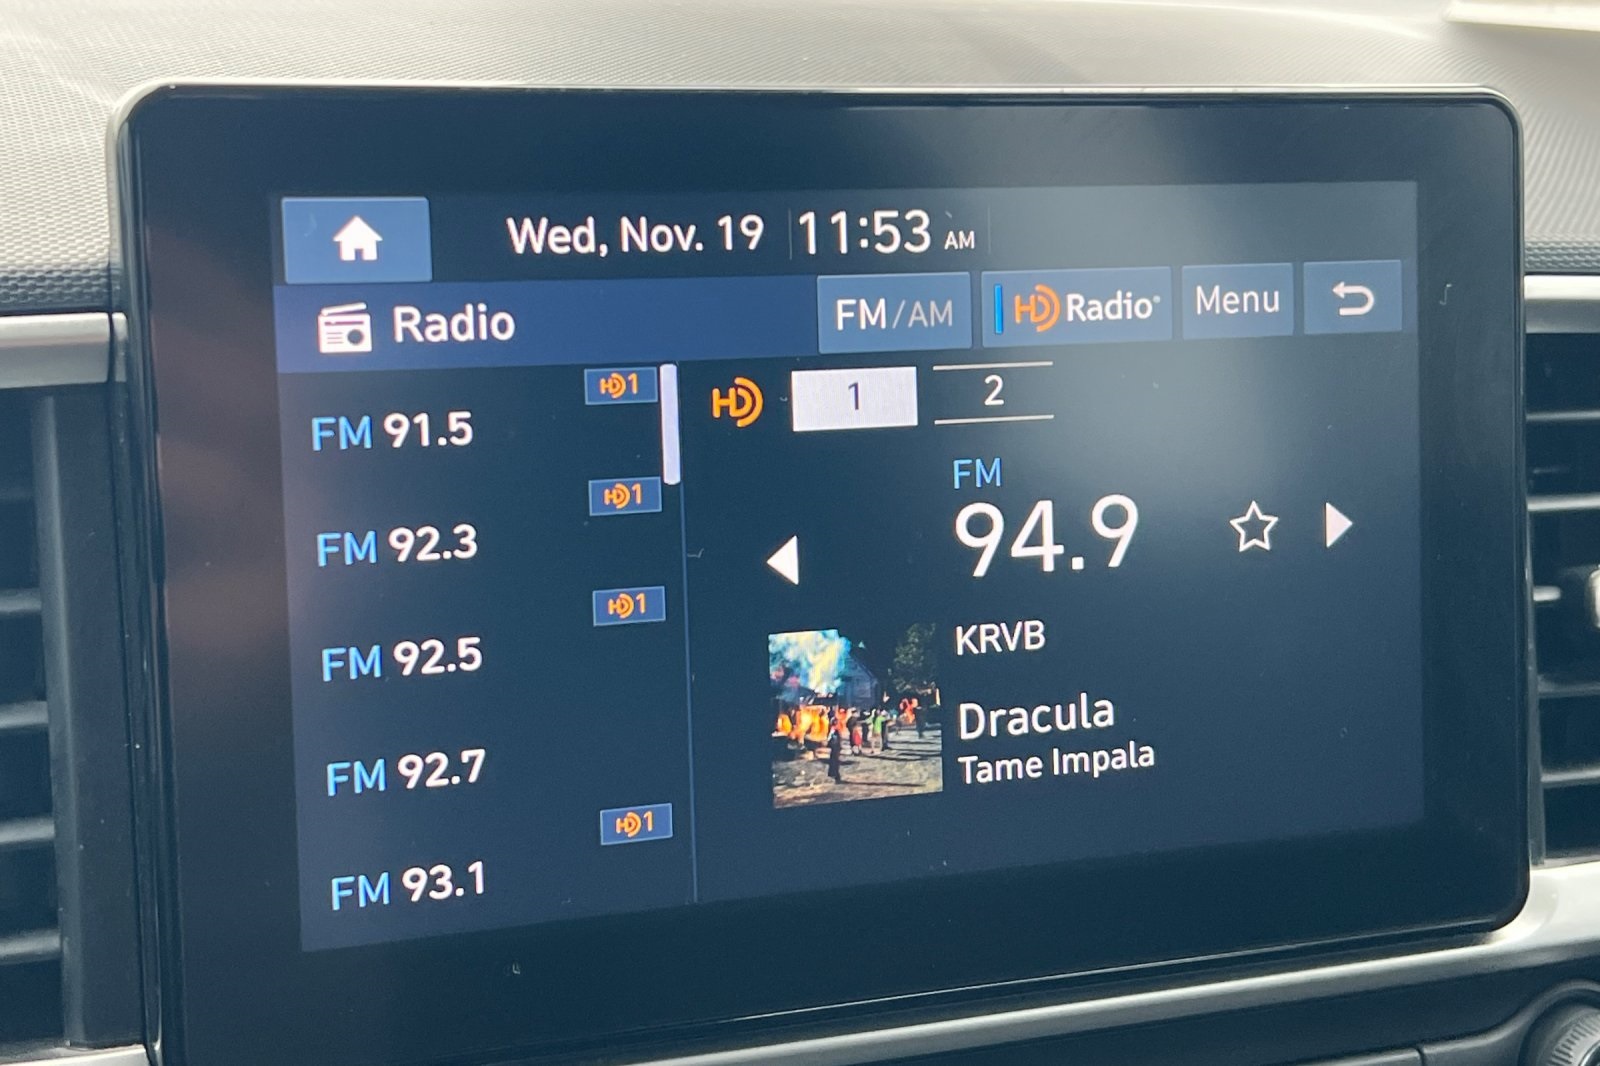 Wed, Nov. 19 11:53 AM
Radio FM/AM HD Radio® Menu
HD1
FM 91.5
HD1
FM 92.3
HD1
FM 92.5
FM 92.7
HD1
FM 93.1
HD 1 2
FM
94.9
KRVB
Dracula
Tame Impala